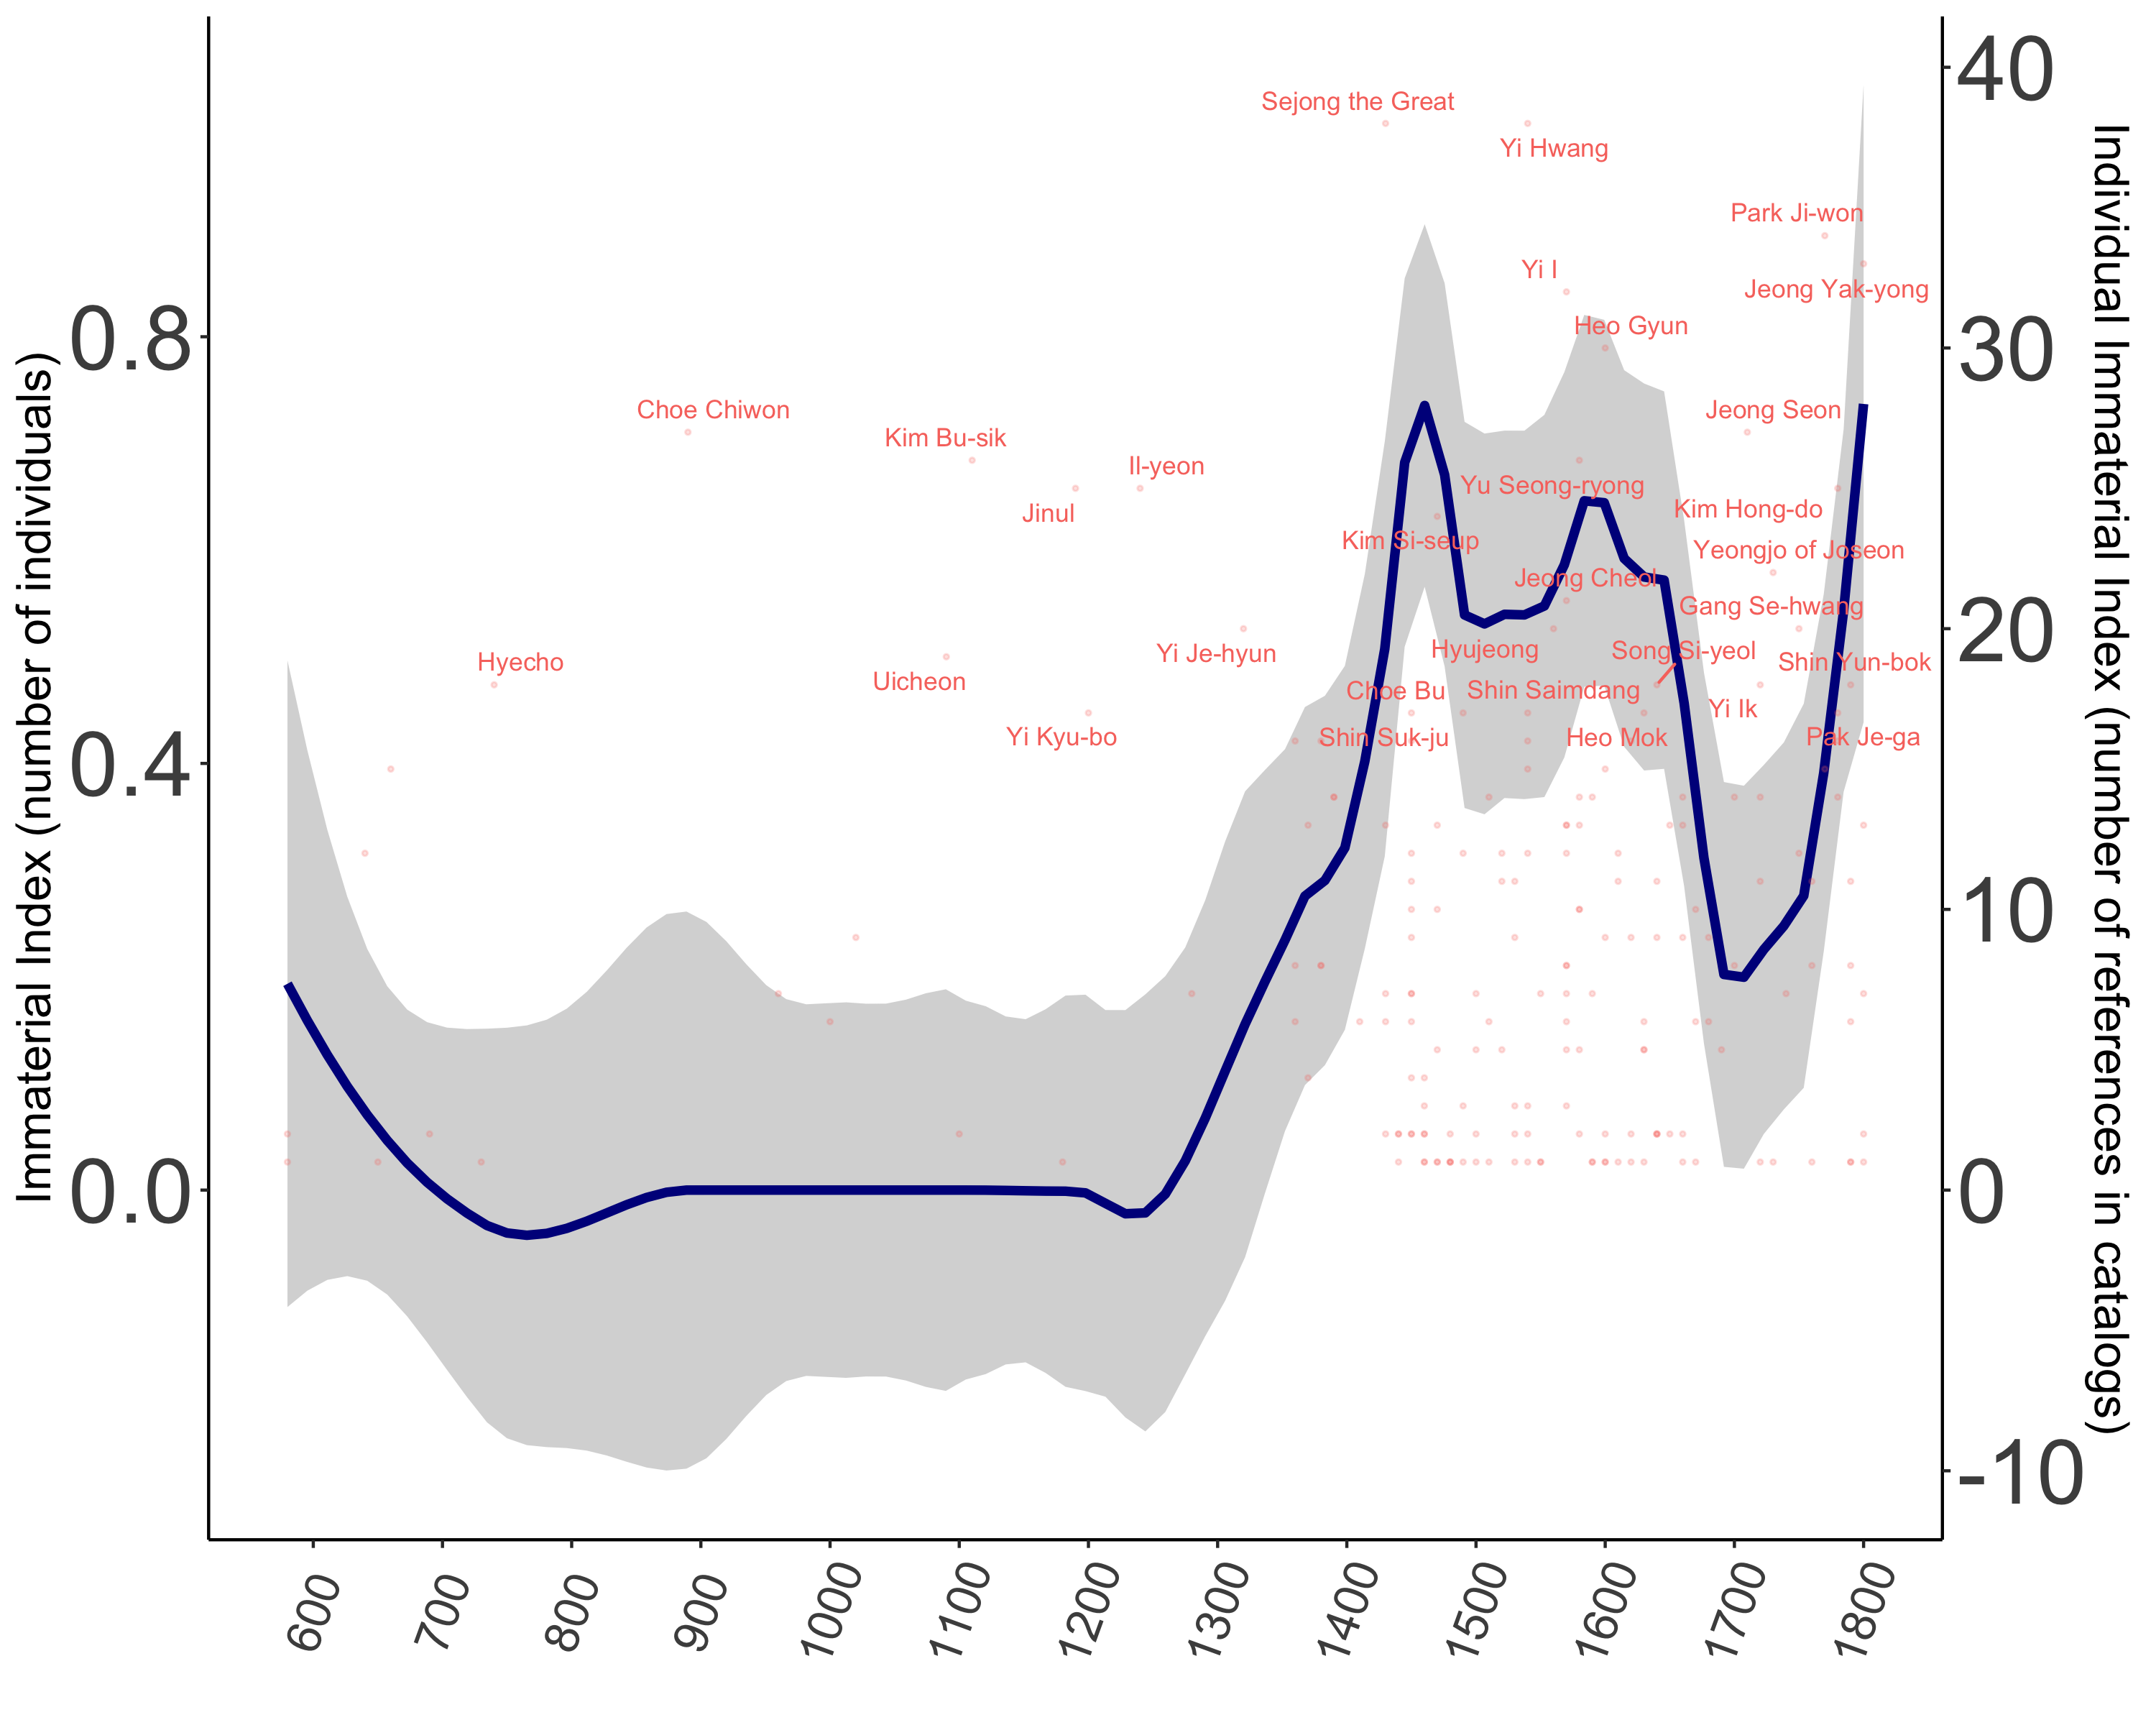 Immaterial Index (number of individuals)
0.8
0.4
0.0
Sejong the Great
Yi Hwang
Park Ji-won
Yi I
Jeong Yak-yong
Heo Gyun
Choe Chiwon
Jeong Seon
Kim Bu-sik
Il-yeon
Yu Seong-ryong
Jinul
Kim Hong-do
Kim Si-seup
Yeongjo of Joseon
Jeong Cheol
Gang Se-hwang
Hyecho
Yi Je-hyun
Hyujeong
Song Si-yeol
Shin Yun-bok
Uicheon
Choe Bu
Shin Saimdang
Yi Ik
Yi Kyu-bo
Shin Suk-ju
Heo Mok
Pak Je-ga
40
30
20
10
0
-10
Individual Immaterial Index (number of references in catalogs)
600
700
800
900
1000
1100
1200
1300
1400
1500
1600
1700
1800